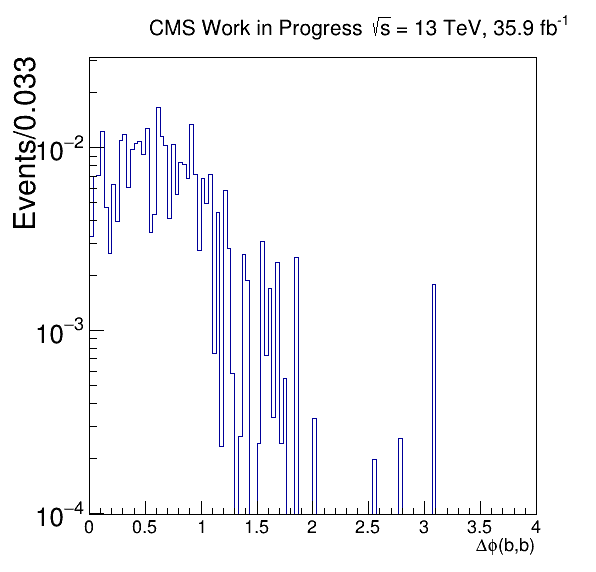 CMS Work in Progress √s = 13 TeV, 35.9 fb⁻¹
Events/0.033
10⁻²
10⁻³
10⁻⁴
0 0.5 1 1.5 2 2.5 3 3.5 4
Δϕ(b,b)